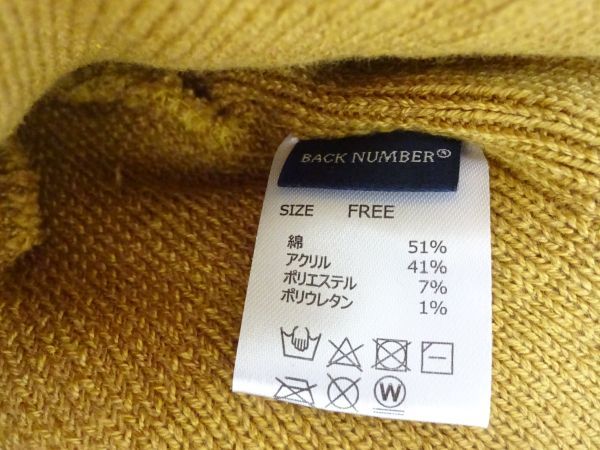 BACK NUMBER®
SIZE FREE
綿 51%
アクリル 41%
ポリエステル 7%
ポリウレタン 1%
W